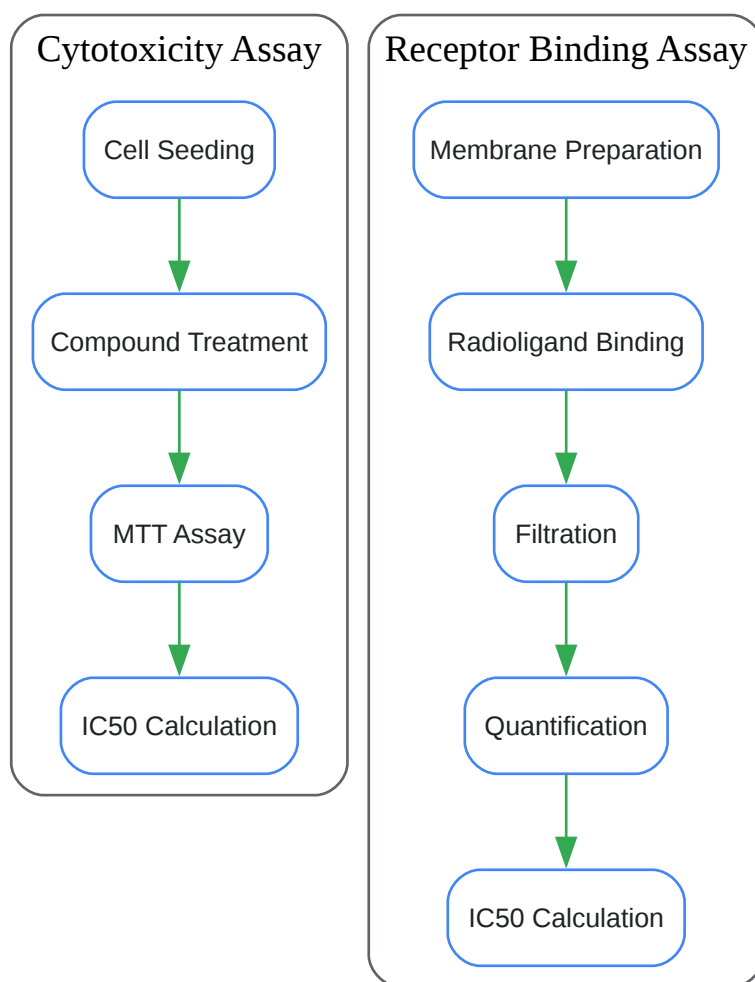 Cytotoxicity Assay
Cell Seeding
Compound Treatment
MTT Assay
IC50 Calculation
Receptor Binding Assay
Membrane Preparation
Radioligand Binding
Filtration
Quantification
IC50 Calculation